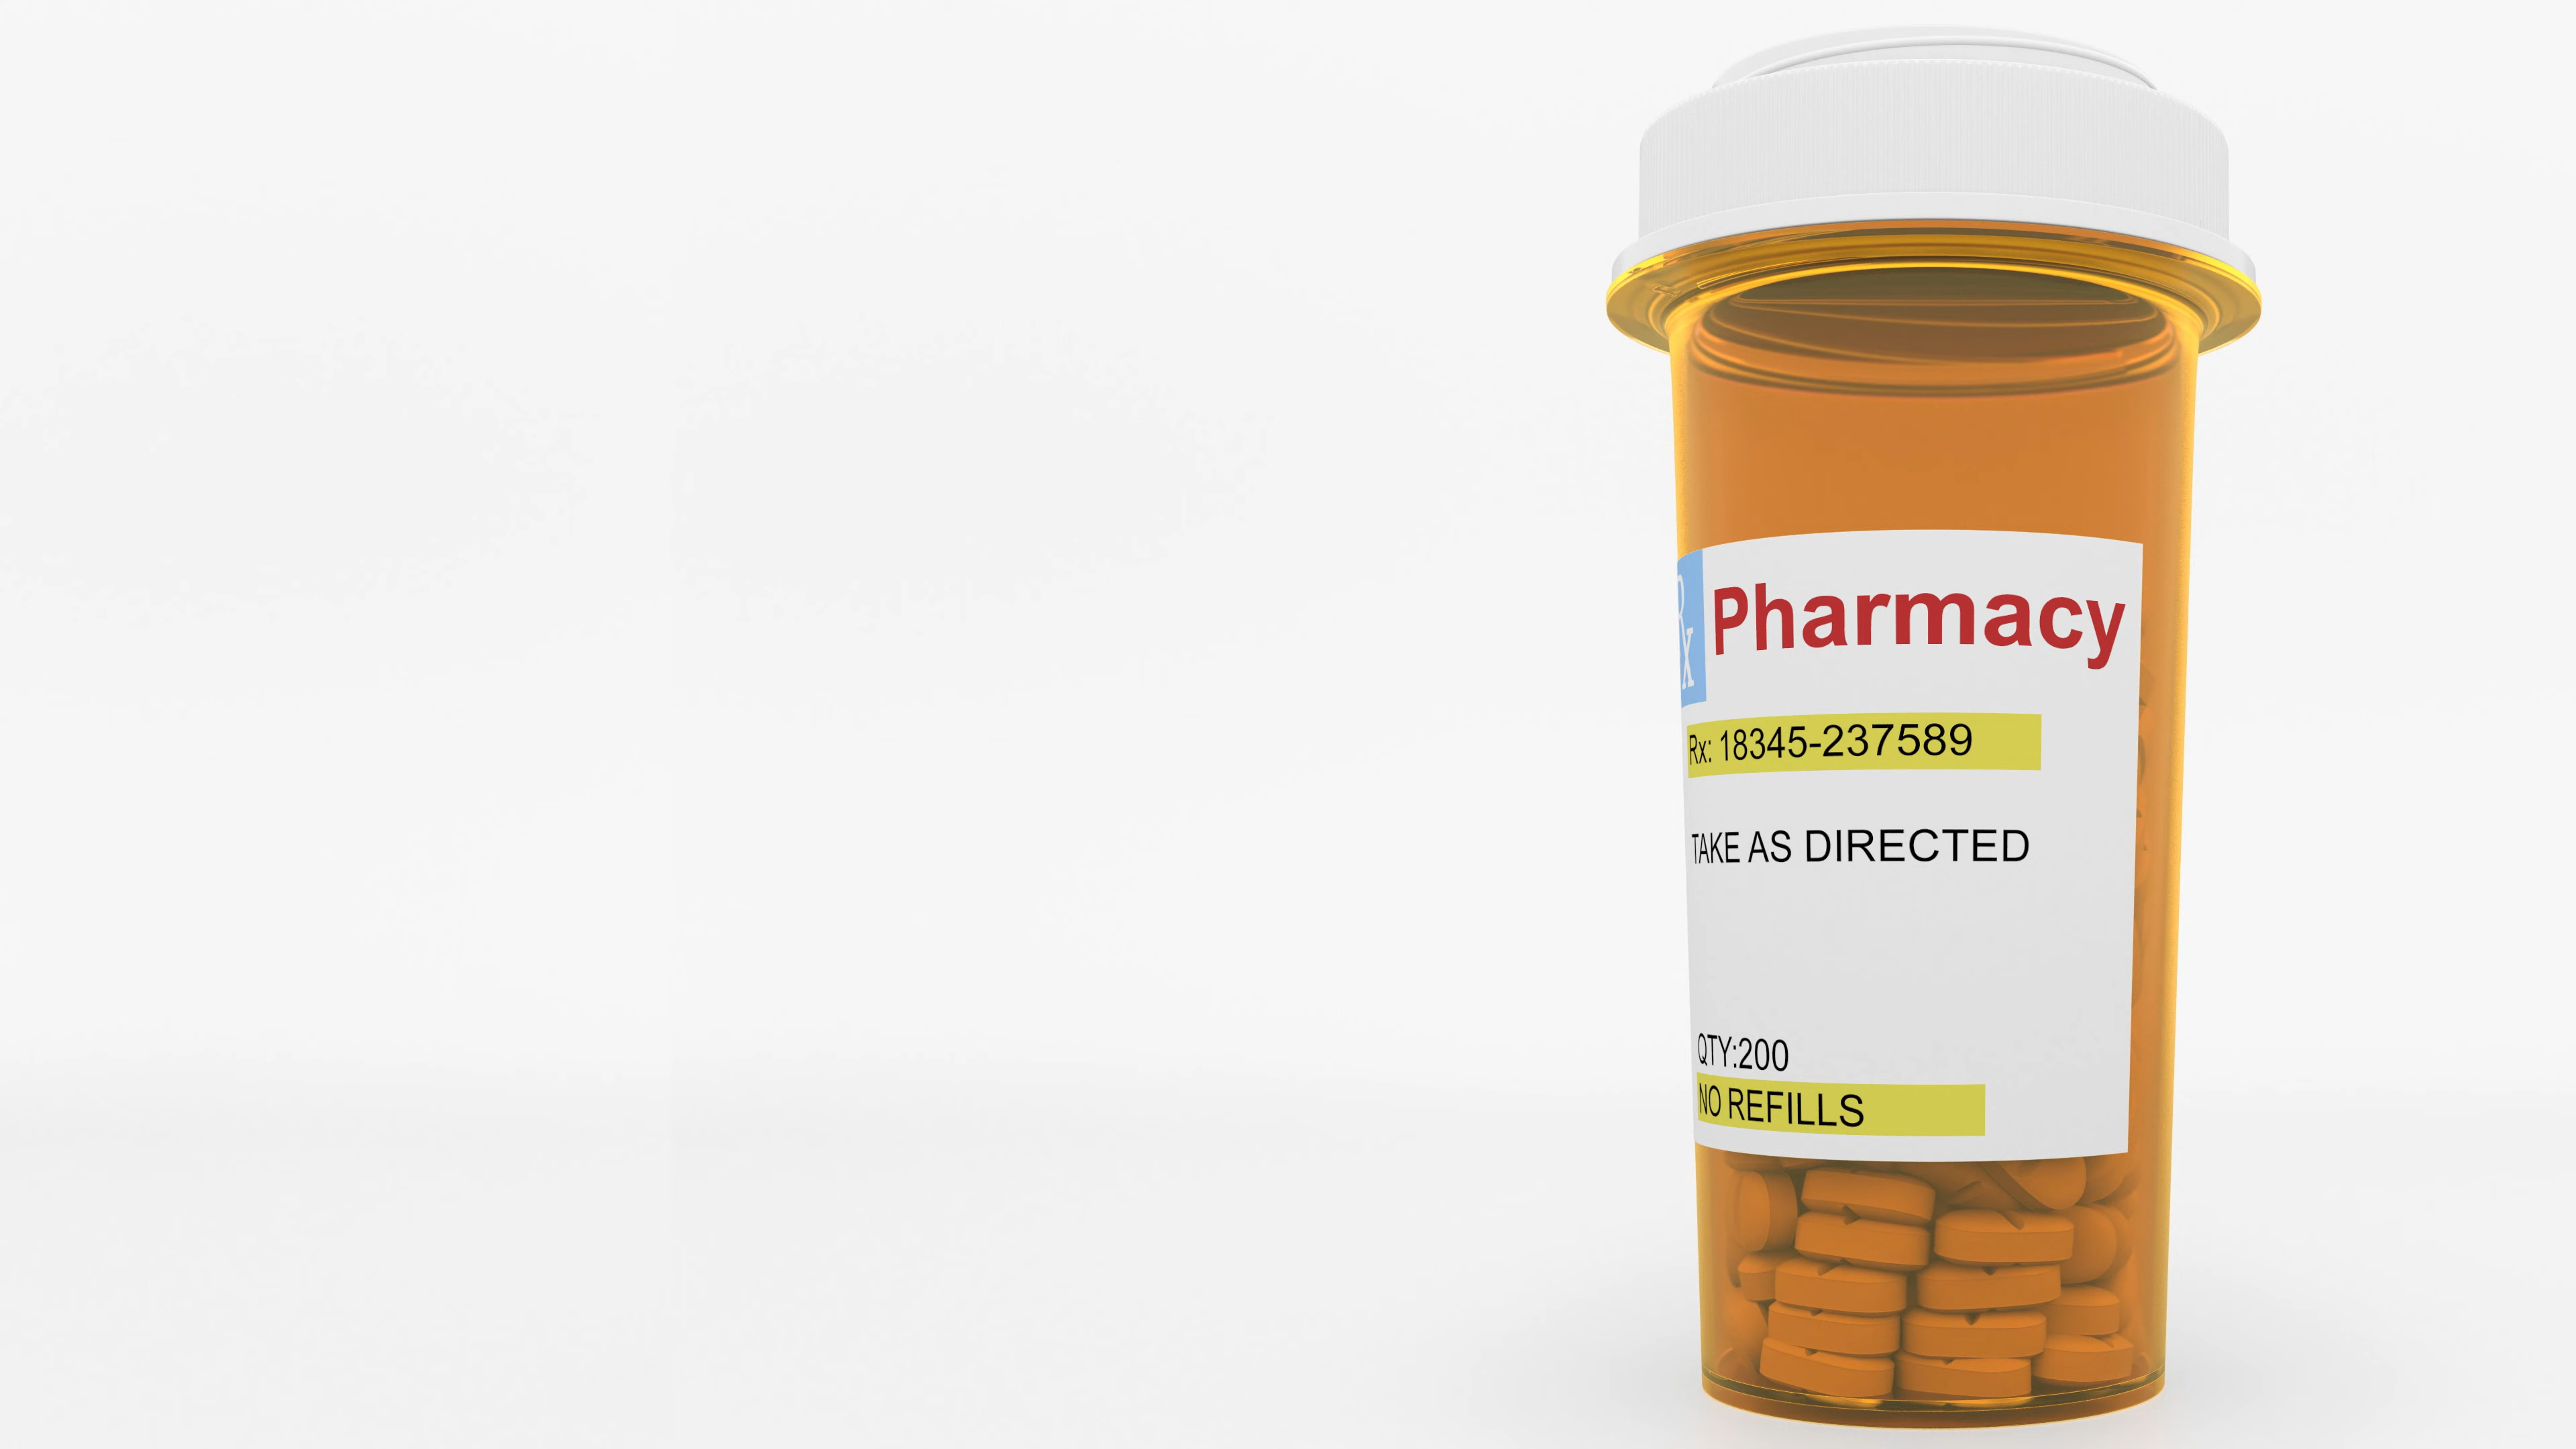 Rx
Pharmacy
Rx: 18345-237589
TAKE AS DIRECTED
QTY:200
NO REFILLS